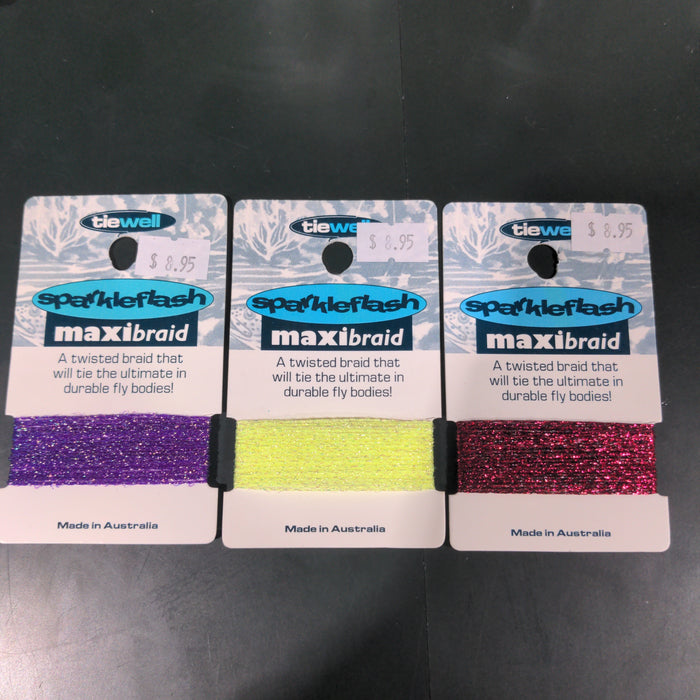 tiewell
$ 8.95
sparkleflash
maxibraid
A twisted braid that
will tie the ultimate in
durable fly bodies!
Made in Australia
tiewe
$ 8.95
sparkleflash
maxibraid
A twisted braid that
will tie the ultimate in
durable fly bodies!
Made in Australia
tiewe
$ 8.95
sparkleflash
maxibraid
A twisted braid that
will tie the ultimate in
durable fly bodies!
Made in Australia